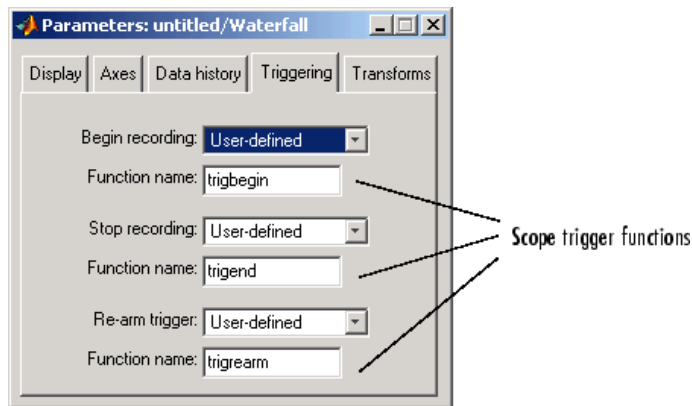 Parameters: untitled/Waterfall
Display Axes Data history Triggering Transforms
Begin recording: User-defined
Function name: trigbegin
Stop recording: User-defined
Scope trigger functions
Function name: trigend
Re-arm trigger: User-defined
Function name: trigrearm